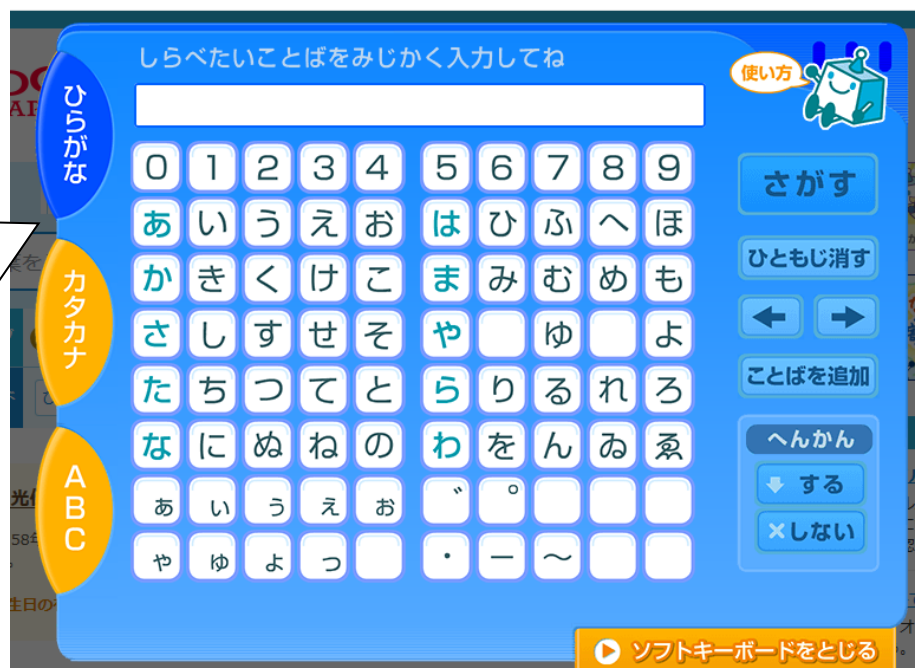 しらべたいことばをみじかく入力してね
使い方
ひらがな
カタカナ
ABC
0 1 2 3 4 5 6 7 8 9
あ い う え お は ひ ふ へ ほ
か き く け こ ま み む め も
さ し す せ そ や ゆ よ
た ち つ て と ら り る れ ろ
な に ぬ ね の わ を ん ゐ ゑ
ぁ ぃ ぅ ぇ ぉ ゛ ゜
ゃ ゅ ょ っ ・ ー ～
さがす
ひともじ消す
ことばを追加
へんかん
する
しない
ソフトキーボードをとじる